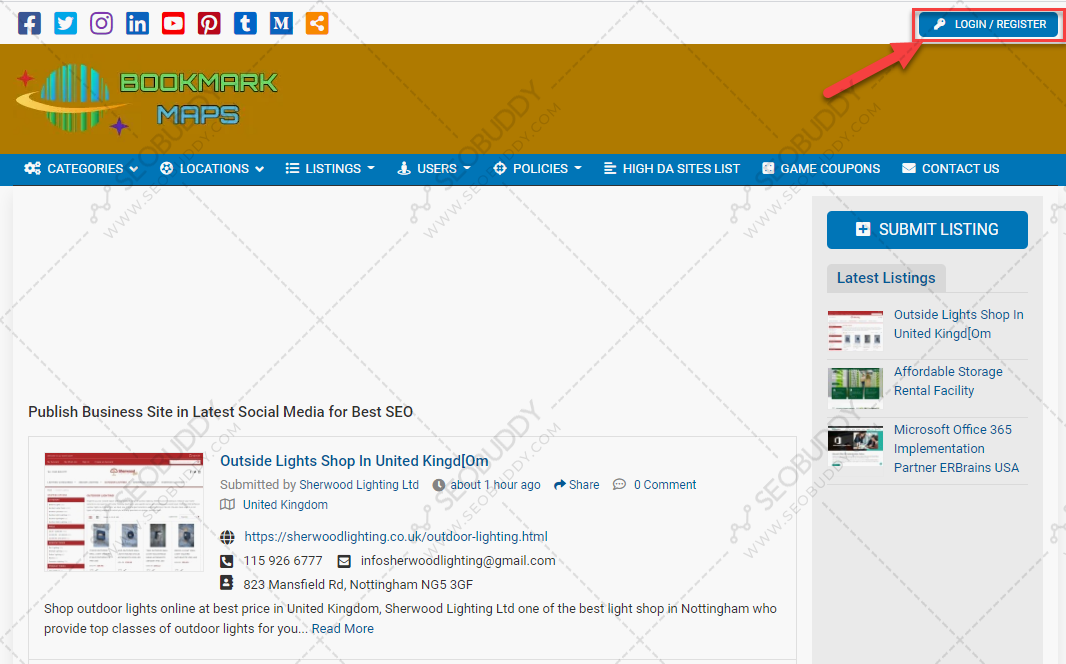 LOGIN / REGISTER
BOOKMARK
MAPS
CATEGORIES
LOCATIONS
LISTINGS
USERS
POLICIES
HIGH DA SITES LIST
GAME COUPONS
CONTACT US
SUBMIT LISTING
Latest Listings
Outside Lights Shop In
United Kingd[Om
Affordable Storage
Rental Facility
Microsoft Office 365
Implementation
Partner ERBrains USA
Publish Business Site in Latest Social Media for Best SEO
Outside Lights Shop In United Kingd[Om
Submitted by Sherwood Lighting Ltd about 1 hour ago Share 0 Comment
United Kingdom
https://sherwoodlighting.co.uk/outdoor-lighting.html
115 926 6777 infosherwoodlighting@gmail.com
823 Mansfield Rd, Nottingham NG5 3GF
Shop outdoor lights online at best price in United Kingdom, Sherwood Lighting Ltd one of the best light shop in Nottingham who
provide top classes of outdoor lights for you... Read More
SEOBUDDY
WWW.SEOBUDDY.COM